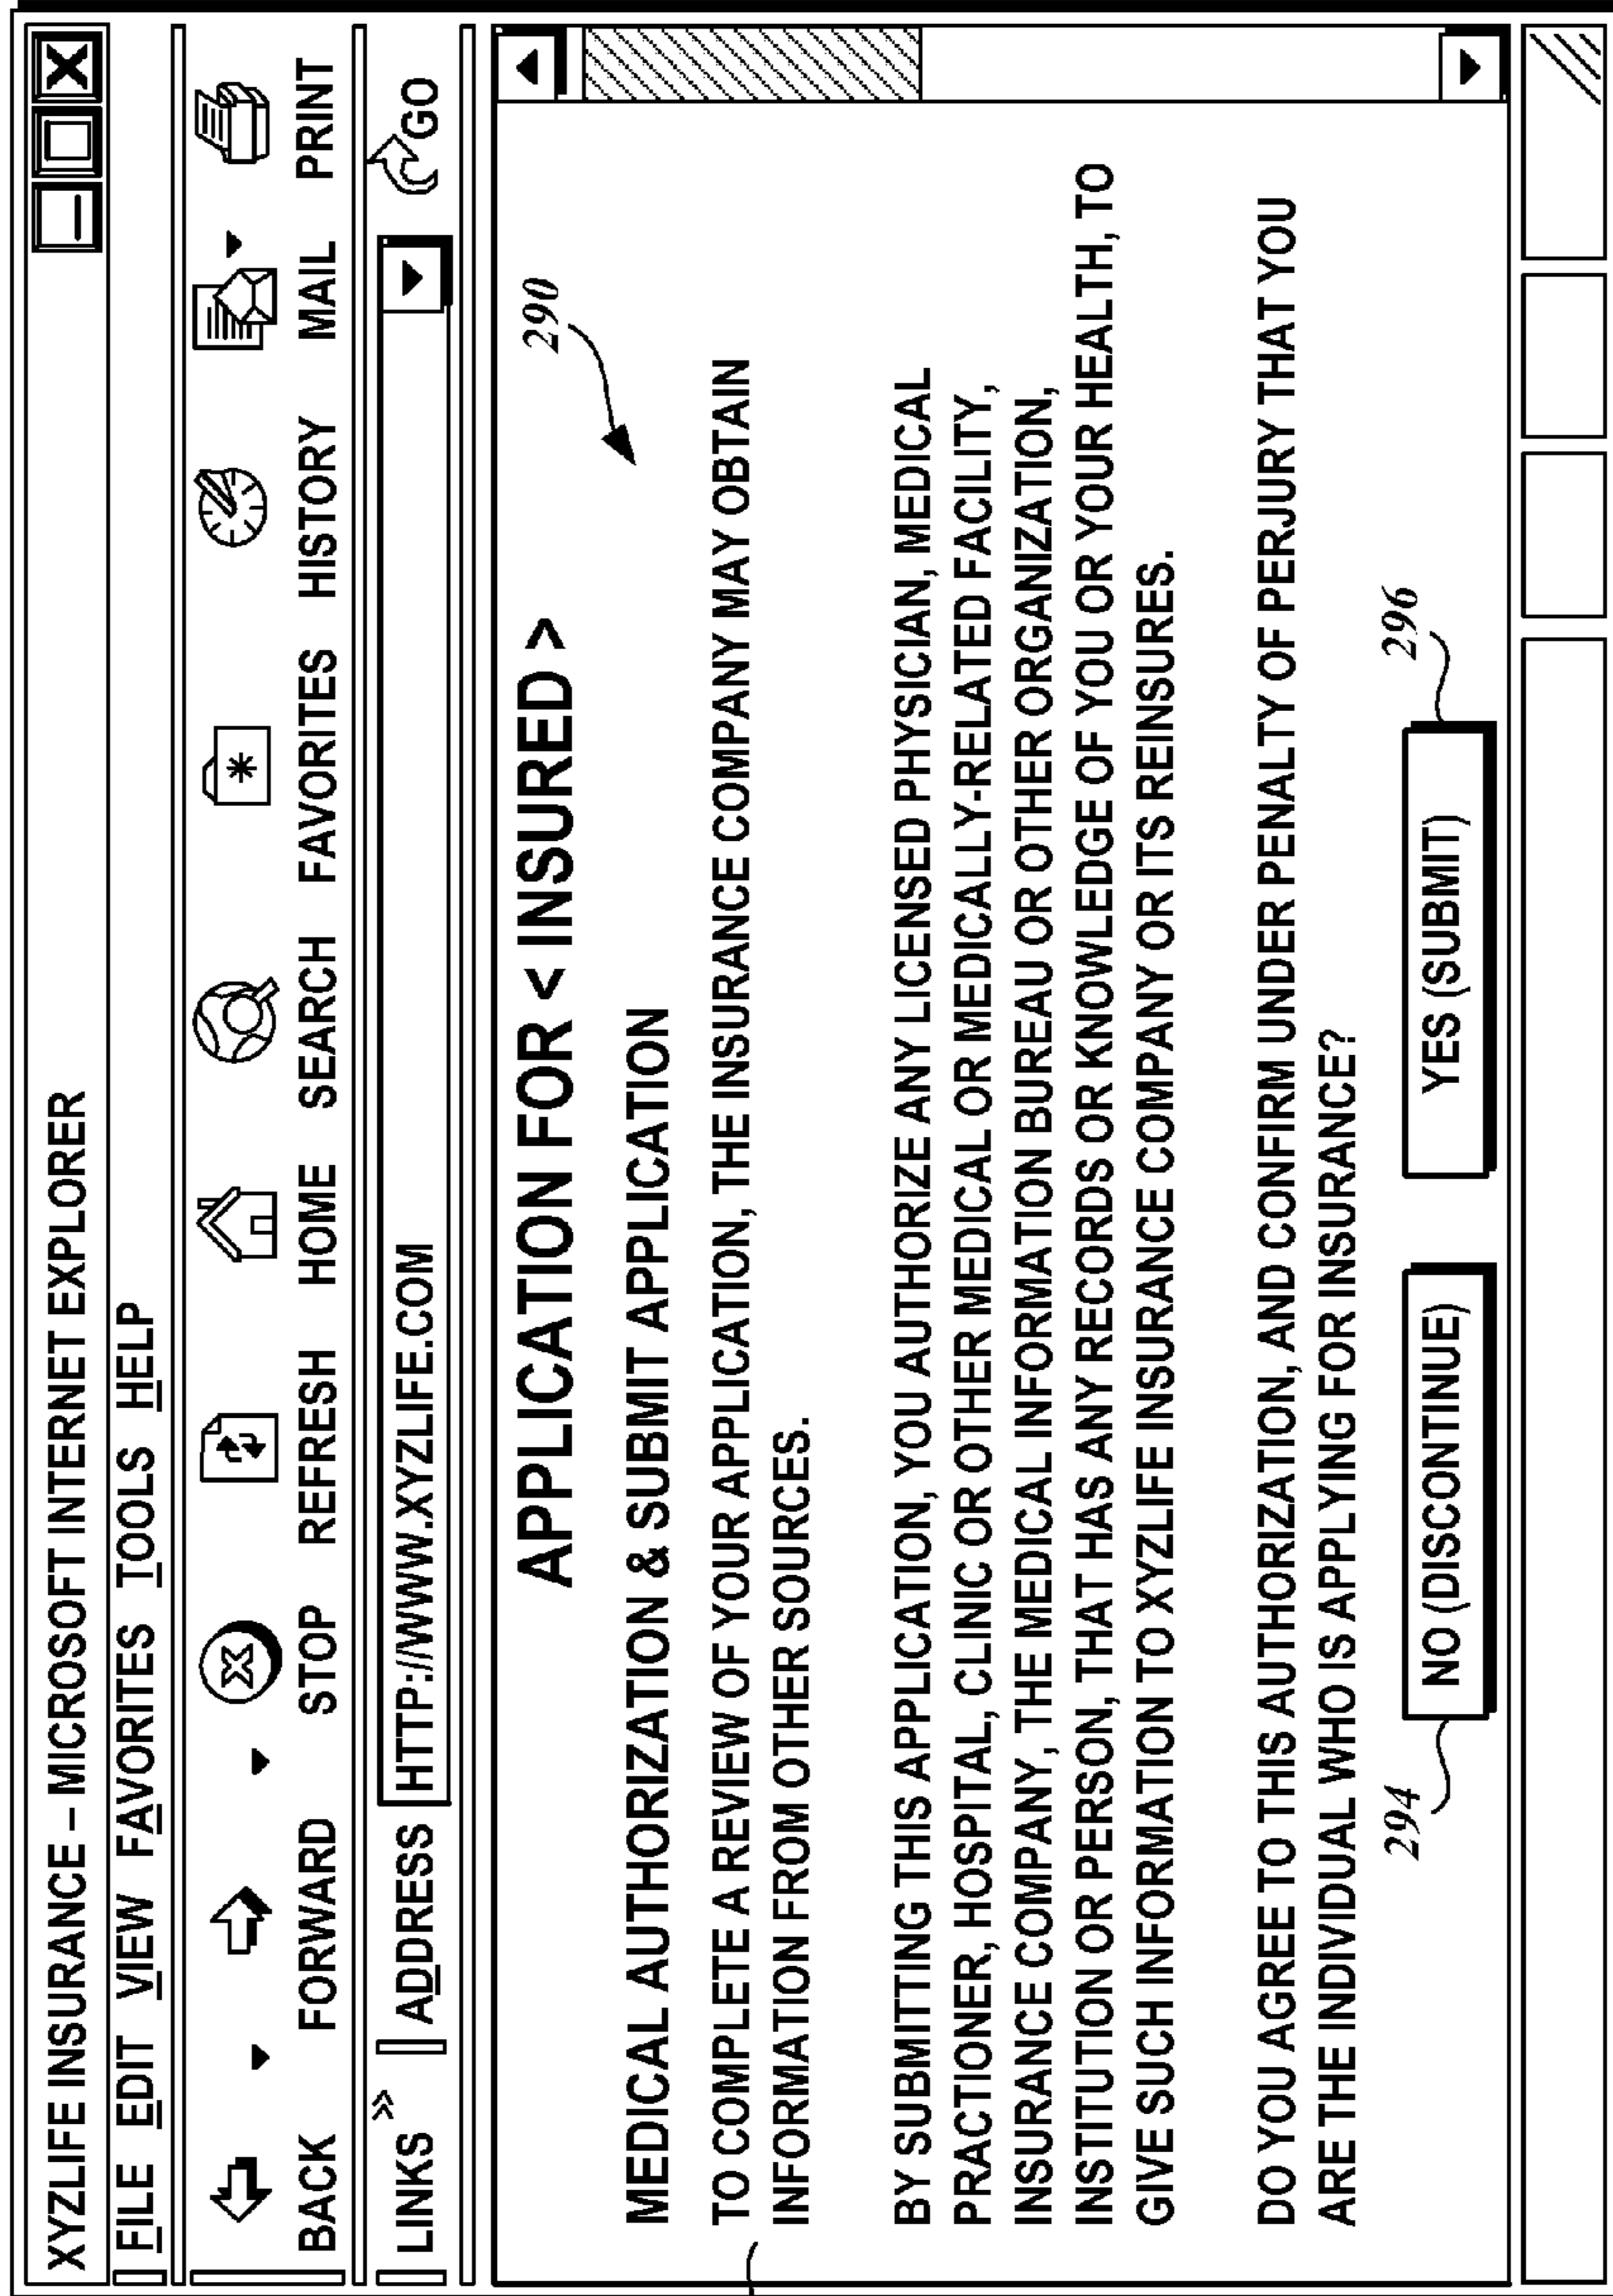 XYZLIFE INSURANCE – MICROSOFT INTERNET EXPLORER
FILE EDIT VIEW FAVORITES TOOLS HELP
BACK FORWARD STOP REFRESH HOME SEARCH FAVORITES HISTORY MAIL PRINT
LINKS » ADDRESS HTTP://WWW.XYZLIFE.COM GO
APPLICATION FOR < INSURED >
290
MEDICAL AUTHORIZATION & SUBMIT APPLICATION
TO COMPLETE A REVIEW OF YOUR APPLICATION, THE INSURANCE COMPANY MAY OBTAIN
INFORMATION FROM OTHER SOURCES.
BY SUBMITTING THIS APPLICATION, YOU AUTHORIZE ANY LICENSED PHYSICIAN, MEDICAL
PRACTIONER, HOSPITAL, CLINIC OR OTHER MEDICAL OR MEDICALLY-RELATED FACILITY,
INSURANCE COMPANY, THE MEDICAL INFORMATION BUREAU OR OTHER ORGANIZATION,
INSTITUTION OR PERSON, THAT HAS ANY RECORDS OR KNOWLEDGE OF YOU OR YOUR HEALTH, TO
GIVE SUCH INFORMATION TO XYZLIFE INSURANCE COMPANY OR ITS REINSURES.
DO YOU AGREE TO THIS AUTHORIZATION, AND CONFIRM UNDER PENALTY OF PERJURY THAT YOU
ARE THE INDIVIDUAL WHO IS APPLYING FOR INSURANCE?
294 296
NO (DISCONTINUE) YES (SUBMIT)